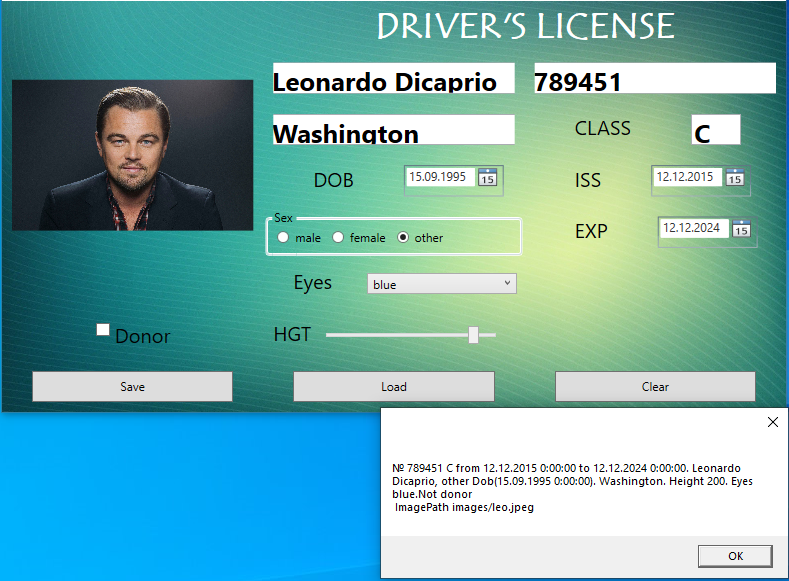 DRIVER'S LICENSE
Leonardo Dicaprio
789451
Washington
CLASS
C
DOB
15.09.1995
15
ISS
12.12.2015
15
Sex
male
female
other
EXP
12.12.2024
15
Eyes
blue
Donor
HGT
Save
Load
Clear
№ 789451 C from 12.12.2015 0:00:00 to 12.12.2024 0:00:00. Leonardo
Dicaprio, other Dob(15.09.1995 0:00:00). Washington. Height 200. Eyes
blue.Not donor
ImagePath images/leo.jpeg
OK